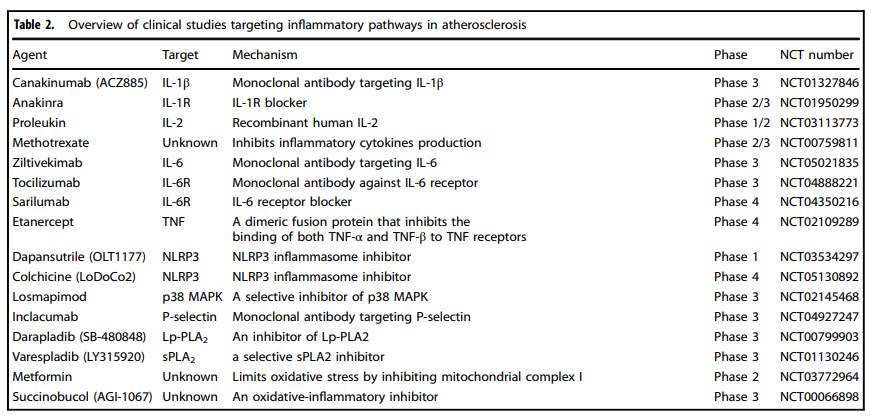 Table 2. Overview of clinical studies targeting inflammatory pathways in atherosclerosis
Agent Target Mechanism Phase NCT number
Canakinumab (ACZ885) IL-1β Monoclonal antibody targeting IL-1β Phase 3 NCT01327846
Anakinra IL-1R IL-1R blocker Phase 2/3 NCT01950299
Proleukin IL-2 Recombinant human IL-2 Phase 1/2 NCT03113773
Methotrexate Unknown Inhibits inflammatory cytokines production Phase 2/3 NCT00759811
Ziltivekimab IL-6 Monoclonal antibody targeting IL-6 Phase 3 NCT05021835
Tocilizumab IL-6R Monoclonal antibody against IL-6 receptor Phase 3 NCT04888221
Sarilumab IL-6R IL-6 receptor blocker Phase 4 NCT04350216
Etanercept TNF A dimeric fusion protein that inhibits the Phase 4 NCT02109289
binding of both TNF-α and TNF-β to TNF receptors
Dapansutrile (OLT1177) NLRP3 NLRP3 inflammasome inhibitor Phase 1 NCT03534297
Colchicine (LoDoCo2) NLRP3 NLRP3 inflammasome inhibitor Phase 4 NCT05130892
Losmapimod p38 MAPK A selective inhibitor of p38 MAPK Phase 3 NCT02145468
Inclacumab P-selectin Monoclonal antibody targeting P-selectin Phase 3 NCT04927247
Darapladib (SB-480848) Lp-PLA₂ An inhibitor of Lp-PLA2 Phase 3 NCT00799903
Varespladib (LY315920) sPLA₂ a selective sPLA2 inhibitor Phase 3 NCT01130246
Metformin Unknown Limits oxidative stress by inhibiting mitochondrial complex I Phase 2 NCT03772964
Succinobucol (AGI-1067) Unknown An oxidative-inflammatory inhibitor Phase 3 NCT00066898